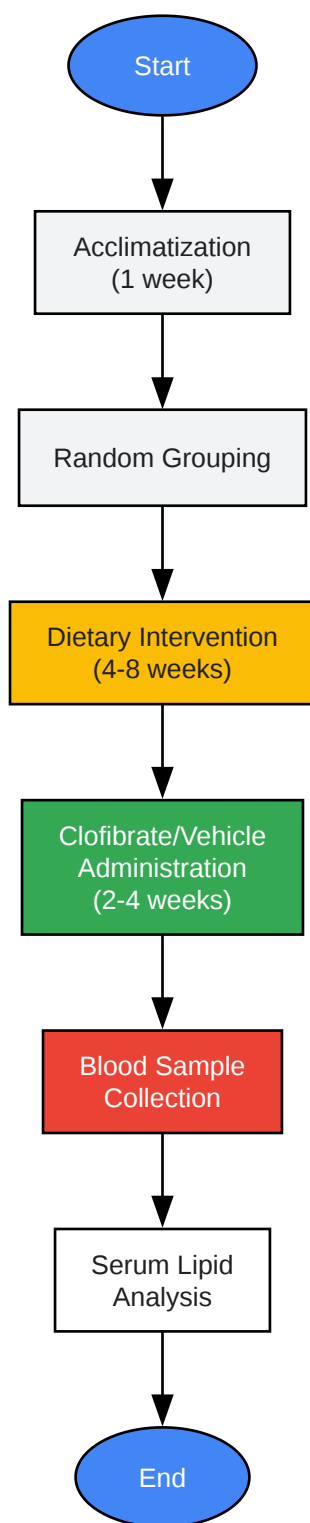 Start
Acclimatization
(1 week)
Random Grouping
Dietary Intervention
(4-8 weeks)
Clofibrate/Vehicle
Administration
(2-4 weeks)
Blood Sample
Collection
Serum Lipid
Analysis
End